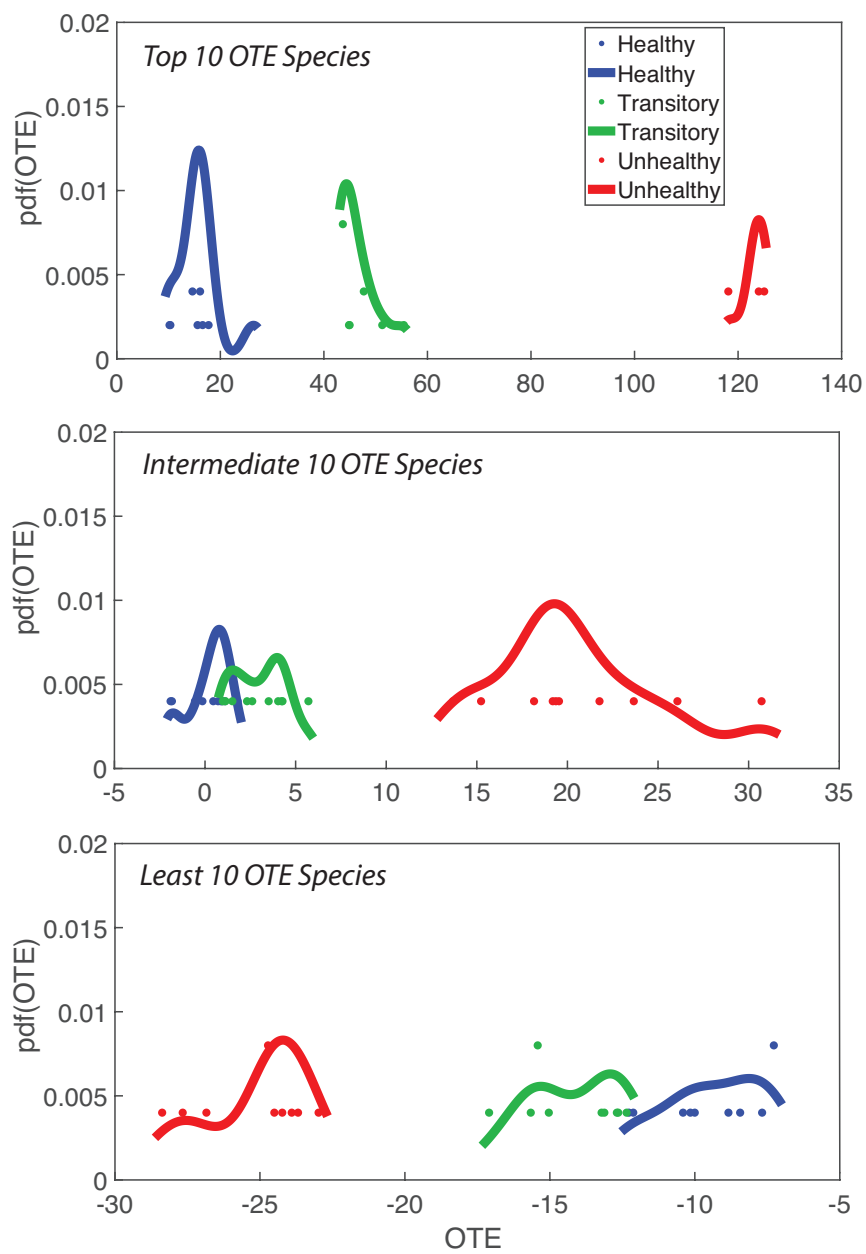 0.02
Top 10 OTE Species
Healthy
Healthy
Transitory
Transitory
Unhealthy
Unhealthy
0.015
0.01
0.005
0
pdf(OTE)
0 20 40 60 80 100 120 140
0.02
Intermediate 10 OTE Species
0.015
0.01
0.005
0
pdf(OTE)
-5 0 5 10 15 20 25 30 35
0.02
Least 10 OTE Species
0.015
0.01
0.005
0
pdf(OTE)
-30 -25 -20 -15 -10 -5
OTE